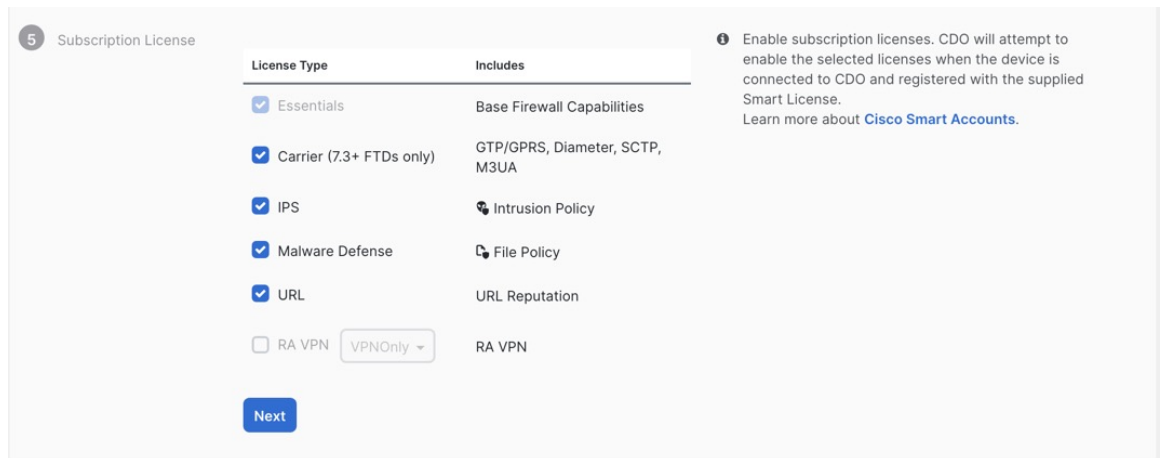 5 Subscription License
License Type Includes
Essentials Base Firewall Capabilities
Carrier (7.3+ FTDs only) GTP/GPRS, Diameter, SCTP,
M3UA
IPS Intrusion Policy
Malware Defense File Policy
URL URL Reputation
RA VPN VPNOnly RA VPN
Next
Enable subscription licenses. CDO will attempt to
enable the selected licenses when the device is
connected to CDO and registered with the supplied
Smart License.
Learn more about Cisco Smart Accounts.